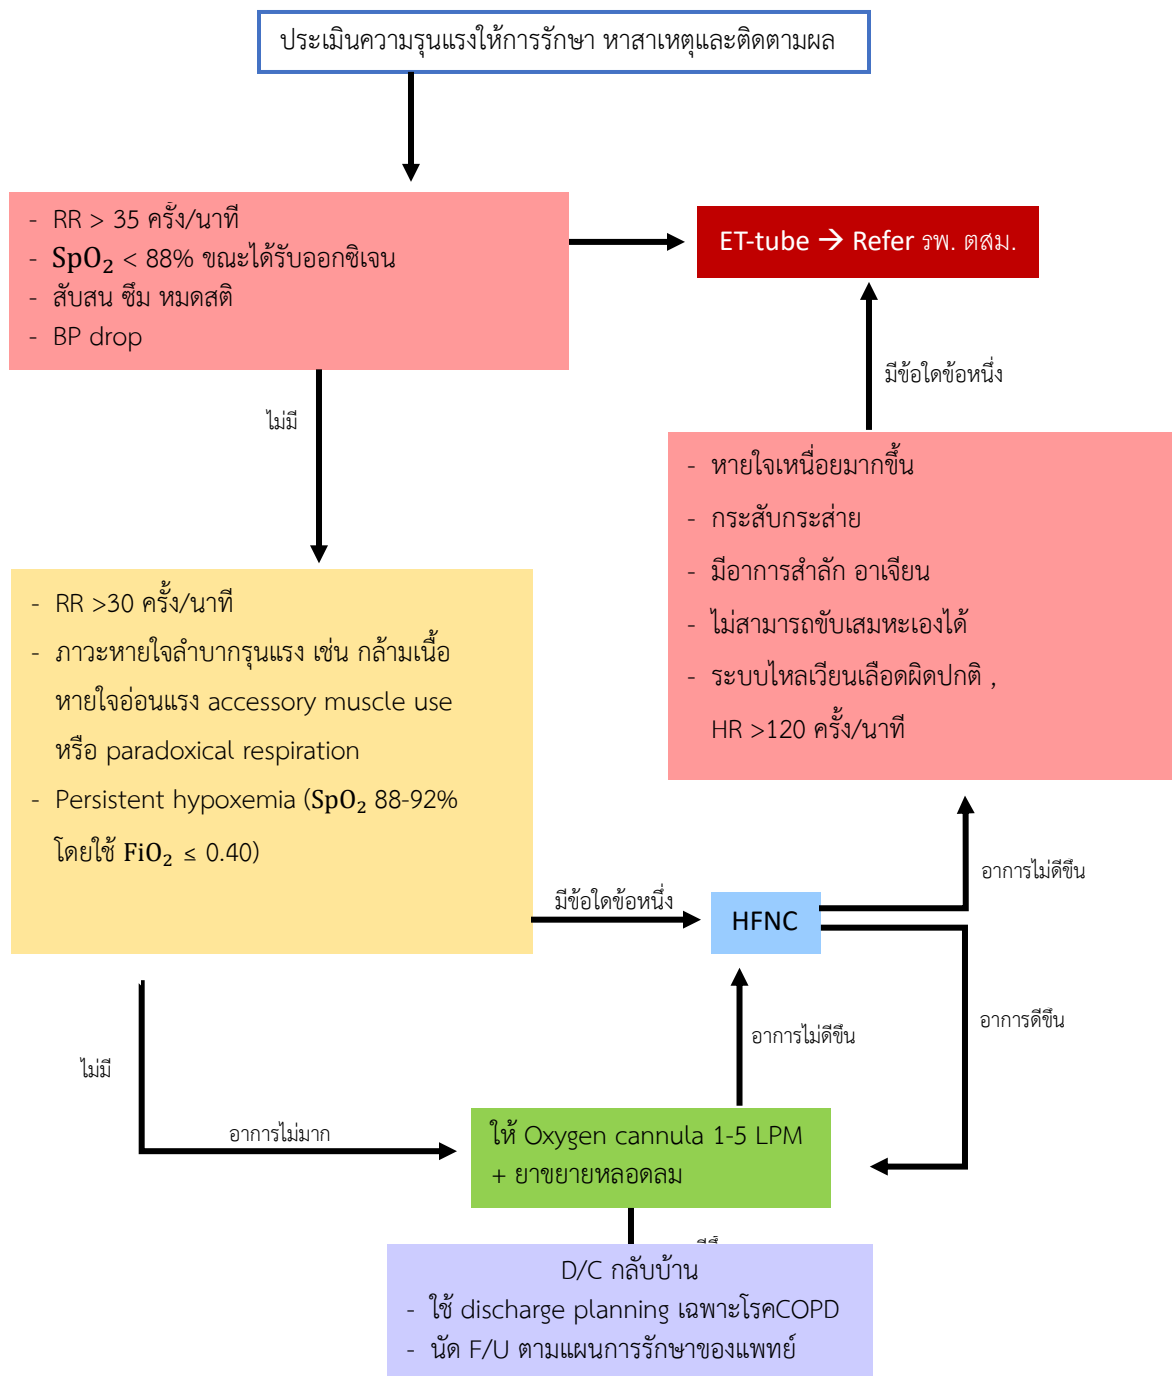 ประเมินความรุนแรงให้การรักษา หาสาเหตุและติดตามผล
- RR > 35 ครั้ง/นาที
- SpO₂ < 88% ขณะได้รับออกซิเจน
- สับสน ซึม หมดสติ
- BP drop
ET-tube → Refer รพ. ตสม.
มีข้อใดข้อหนึ่ง
ไม่มี
- หายใจเหนื่อยมากขึ้น
- กระสับกระส่าย
- มีอาการสำลัก อาเจียน
- ไม่สามารถขับเสมหะเองได้
- ระบบไหลเวียนเลือดผิดปกติ ,
HR >120 ครั้ง/นาที
- RR >30 ครั้ง/นาที
- ภาวะหายใจลำบากรุนแรง เช่น กล้ามเนื้อ
หายใจอ่อนแรง accessory muscle use
หรือ paradoxical respiration
- Persistent hypoxemia (SpO₂ 88-92%
โดยใช้ FiO₂ ≤ 0.40)
มีข้อใดข้อหนึ่ง
HFNC
อาการไม่ดีขึ้น
อาการดีขึ้น
อาการไม่ดีขึ้น
ไม่มี
อาการไม่มาก
ให้ Oxygen cannula 1-5 LPM
+ ยาขยายหลอดลม
D/C กลับบ้าน
- ใช้ discharge planning เฉพาะโรคCOPD
- นัด F/U ตามแผนการรักษาของแพทย์